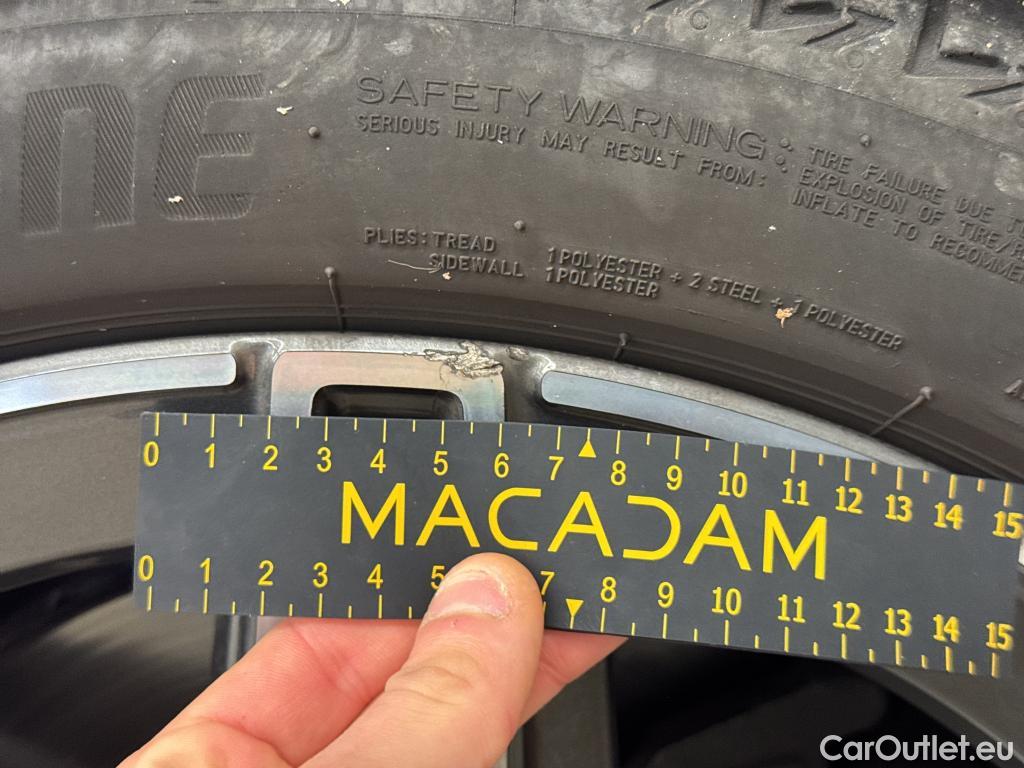 NE
SAFETY WARNING:
SERIOUS INJURY MAY RESULT FROM:
TIRE FAILURE DUE
EXPLOSION OF TIRE/
INFLATE TO
PLIES: TREAD 1 POLYESTER + 2 STEEL + 1 POLYESTER
SIDEWALL 1 POLYESTER
0 1 2 3 4 5 6 7 8 9 10 11 12 13 14 15
MACADAM
0 1 2 3 4 5 7 8 9 10 11 12 13 14 15
CarOutlet.eu